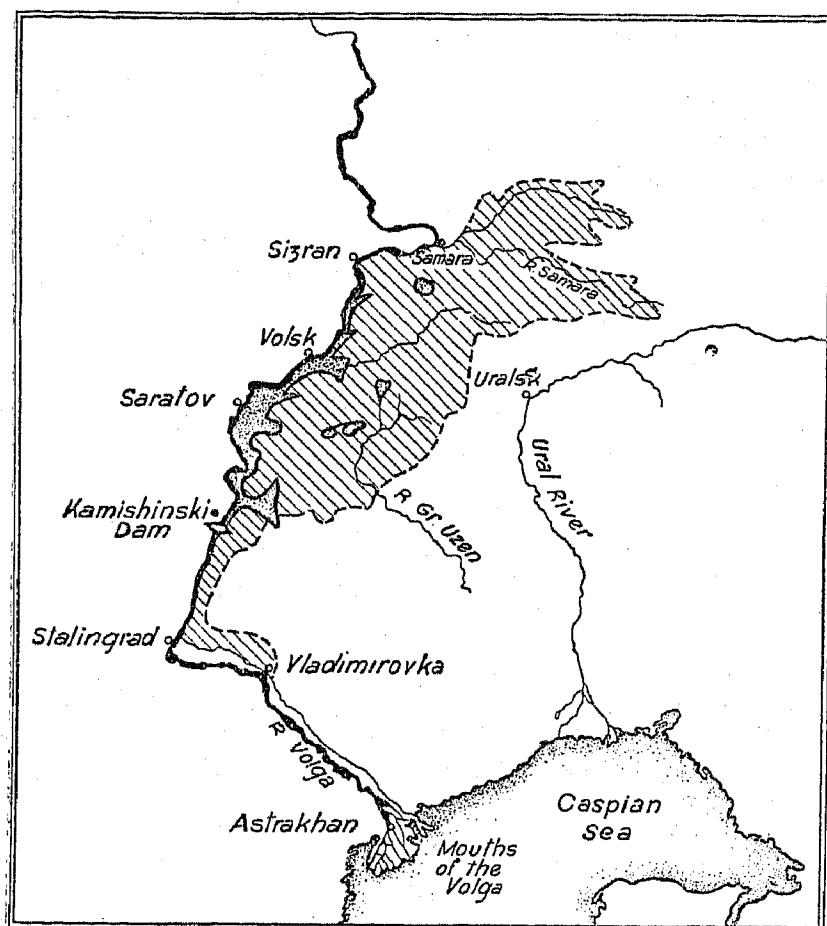 Sizran
Samara
R. Samara
Volsk
Uralsk
Saratov
Ural River
R Gr Uzen
Kamishinski
Dam
Stalingrad
Vladimirovka
R Volga
Astrakhan
Caspian
Sea
Mouths
of the
Volga